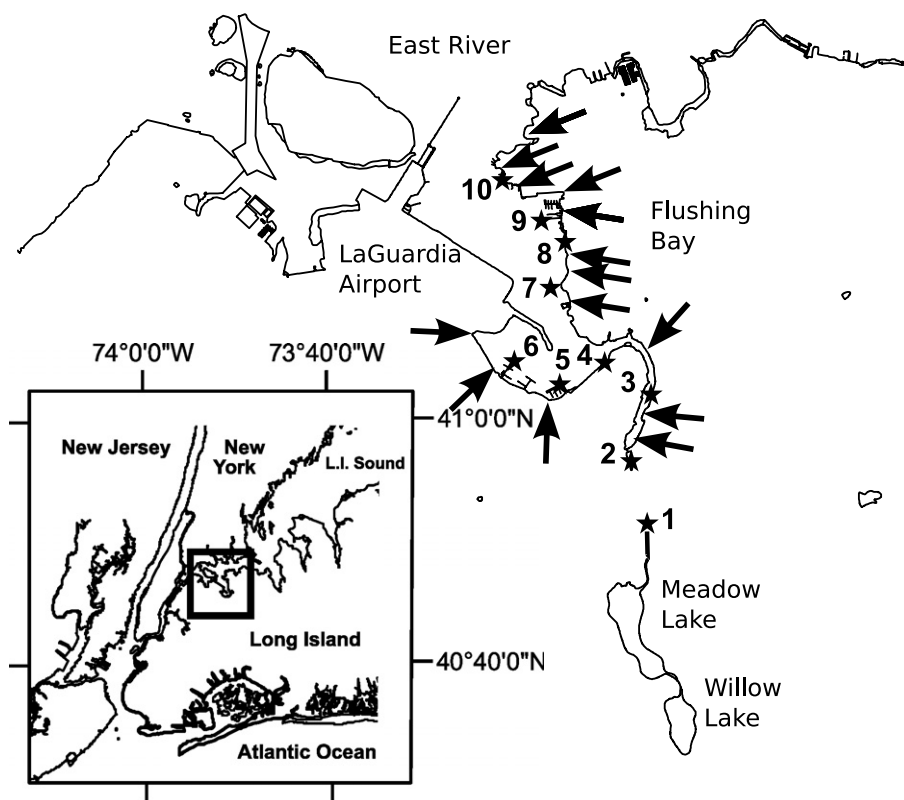 East River
10
9
Flushing
Bay
8
LaGuardia
Airport
7
74°0'0"W
73°40'0"W
6
5
4
3
41°0'0"N
2
New Jersey
New
York
L.I. Sound
1
Meadow
Lake
Long Island
40°40'0"N
Willow
Lake
Atlantic Ocean